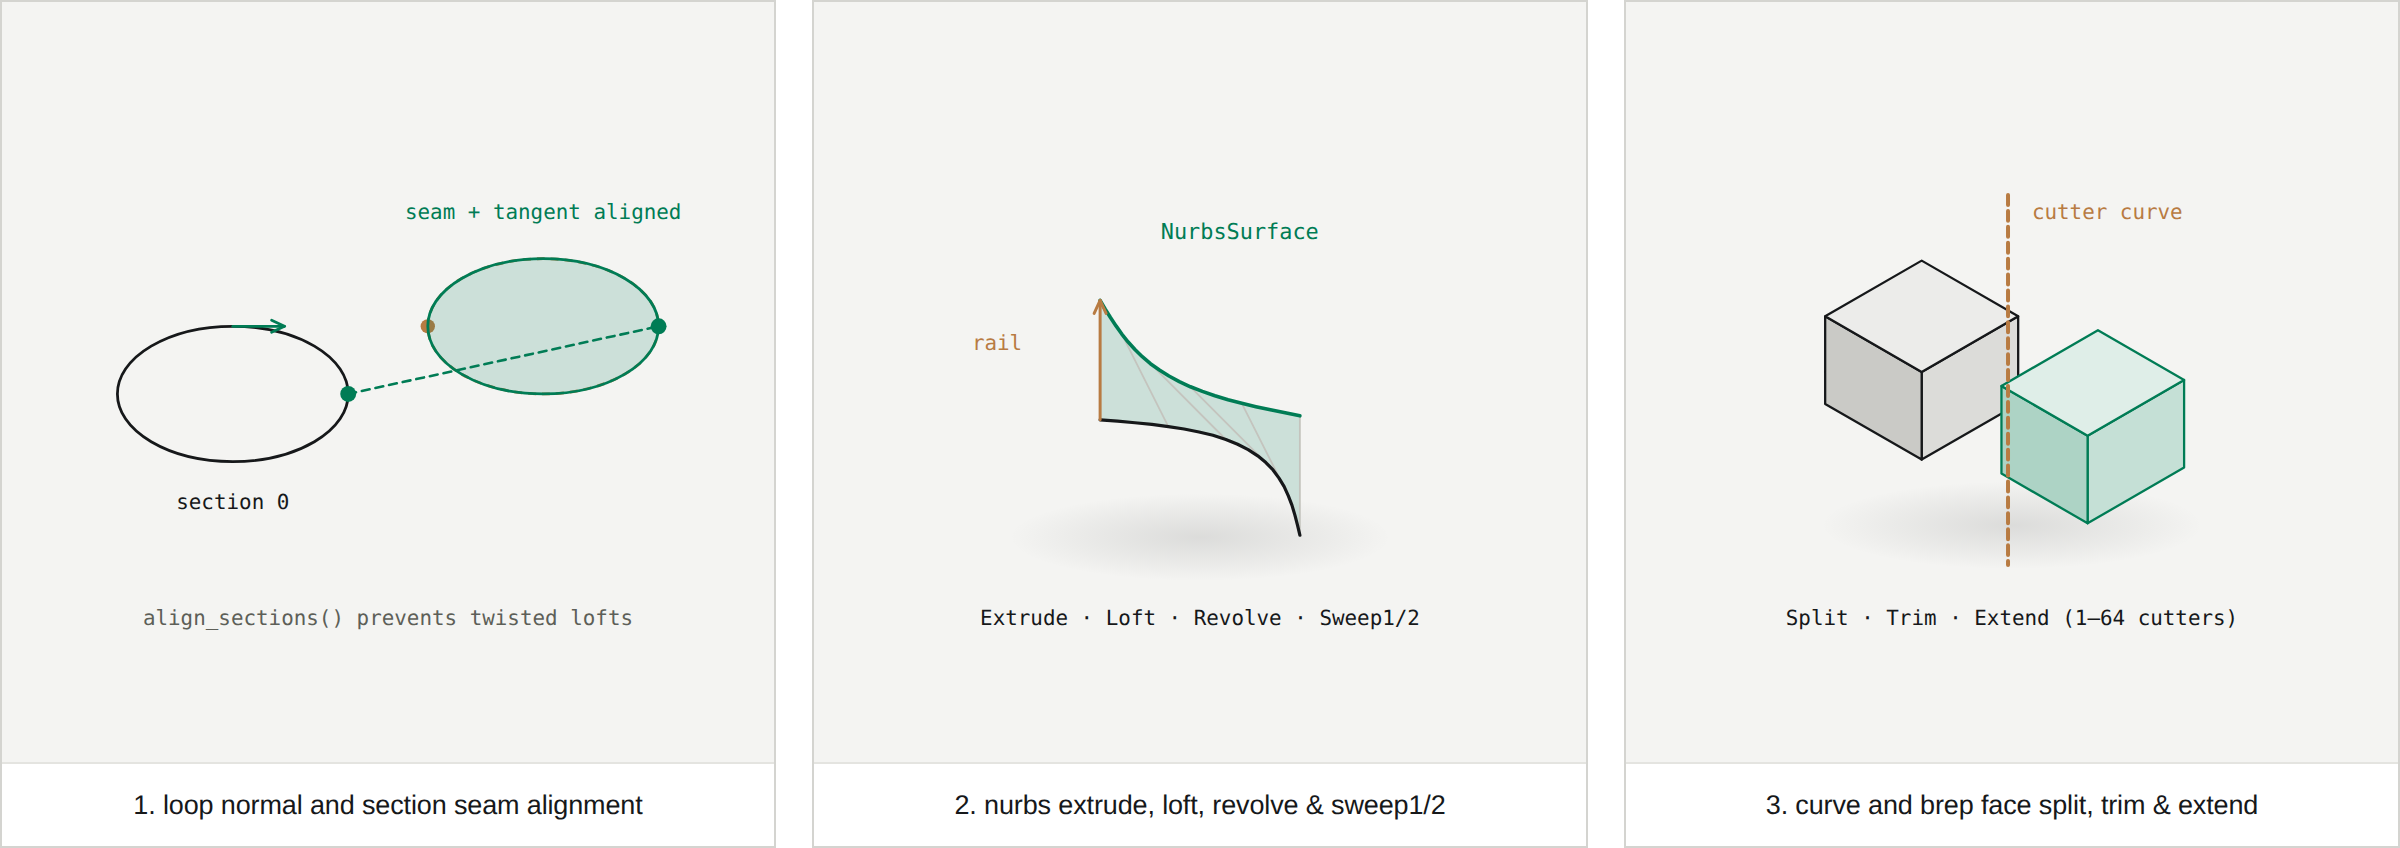 seam + tangent aligned
section 0
align_sections() prevents twisted lofts
1. loop normal and section seam alignment
NurbsSurface
rail
Extrude · Loft · Revolve · Sweep1/2
2. nurbs extrude, loft, revolve & sweep1/2
cutter curve
Split · Trim · Extend (1–64 cutters)
3. curve and brep face split, trim & extend